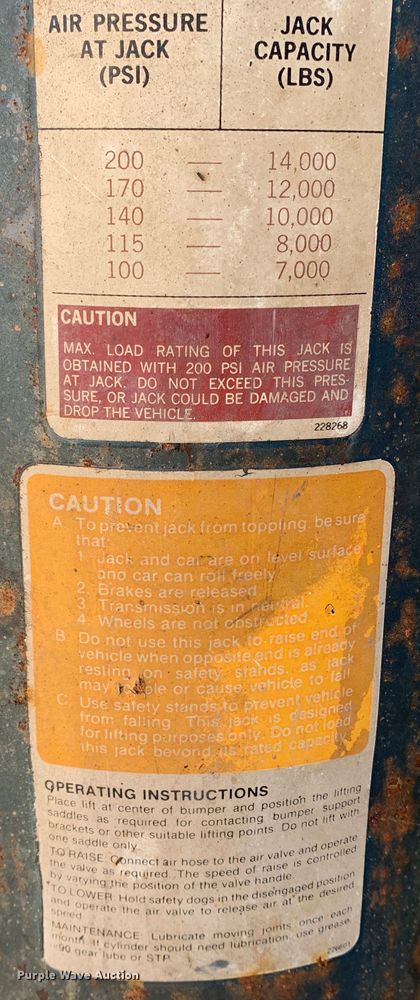 AIR PRESSURE JACK
AT JACK CAPACITY
(PSI) (LBS)
200 — 14,000
170 — 12,000
140 — 10,000
115 — 8,000
100 — 7,000
CAUTION
MAX. LOAD RATING OF THIS JACK IS
OBTAINED WITH 200 PSI AIR PRESSURE
AT JACK. DO NOT EXCEED THIS PRES-
SURE, OR JACK COULD BE DAMAGED AND
DROP THE VEHICLE.
228268
CAUTION
A. To prevent jack from toppling, be sure
that:
1. Jack and car are on level surface
and car can roll freely.
2. Brakes are released.
3. Transmission is in neutral.
4. Wheels are not obstructed.
B. Do not use this jack to raise end of
vehicle when opposite end is already
resting on safety stands, as jack
may or cause vehicle to fall.
C. Use safety stands to prevent vehicle
from falling. This jack is designed
for lifting purposes only. Do not load
this jack beyond its rated capacity.
OPERATING INSTRUCTIONS
Place lift at center of bumper and position the lifting
saddles as required for contacting bumper, support
brackets or other suitable lifting points. Do not lift with
one saddle only.
TO RAISE: Connect air hose to the air valve and operate
the valve as required. The speed of raise is controlled
by varying the position of the valve handle.
TO LOWER: Hold safety dogs in the disengaged position
and operate the air valve to release air at the desired
speed.
MAINTENANCE: Lubricate moving joints once each
month. If cylinder should need lubrication, use grease,
gear lube or STP.
Purple Wave Auction